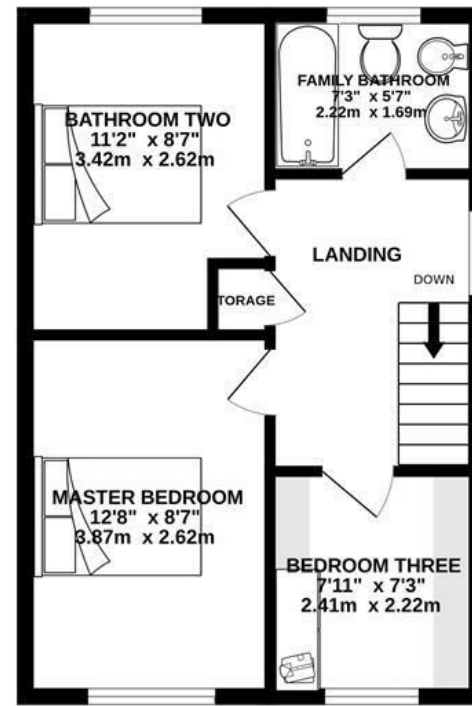 BATHROOM TWO
11'2" x 8'7"
3.42m x 2.62m
FAMILY BATHROOM
7'3" x 5'7"
2.22m x 1.69m
LANDING
DOWN
TORAGE
MASTER BEDROOM
12'8" x 8'7"
3.87m x 2.62m
BEDROOM THREE
7'11" x 7'3"
2.41m x 2.22m